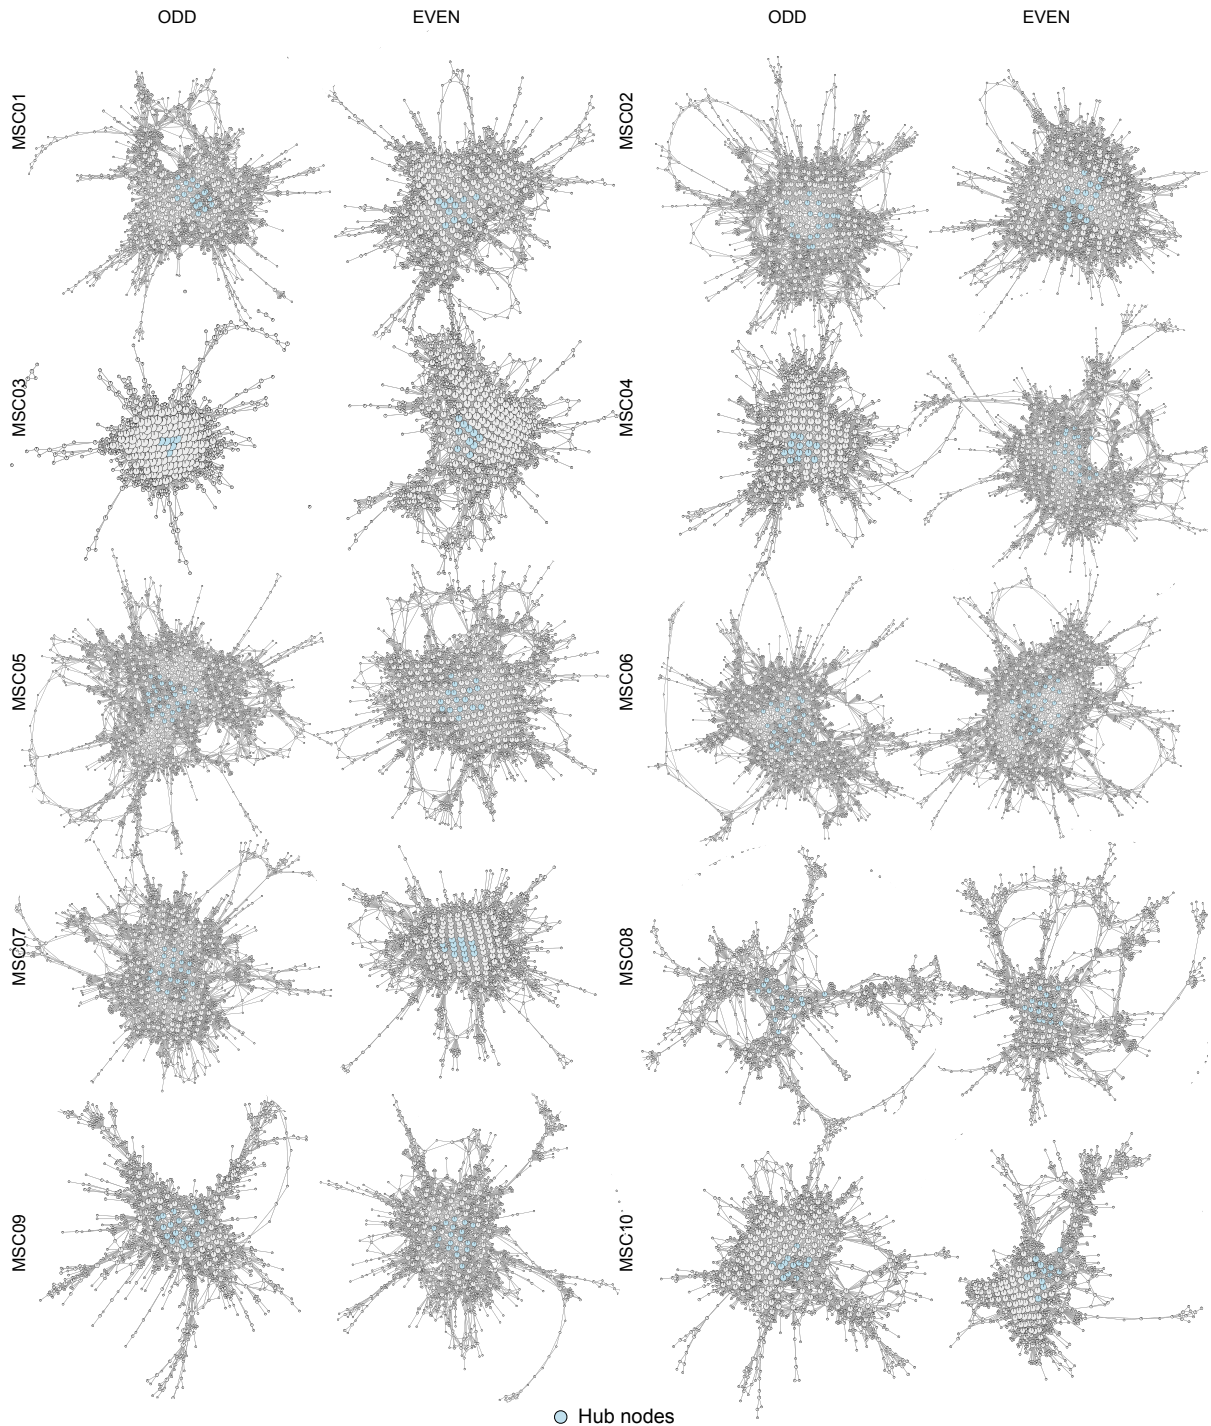 ODD EVEN ODD EVEN
MSC01 MSC02
MSC03 MSC04
MSC05 MSC06
MSC07 MSC08
MSC09 MSC10
Hub nodes